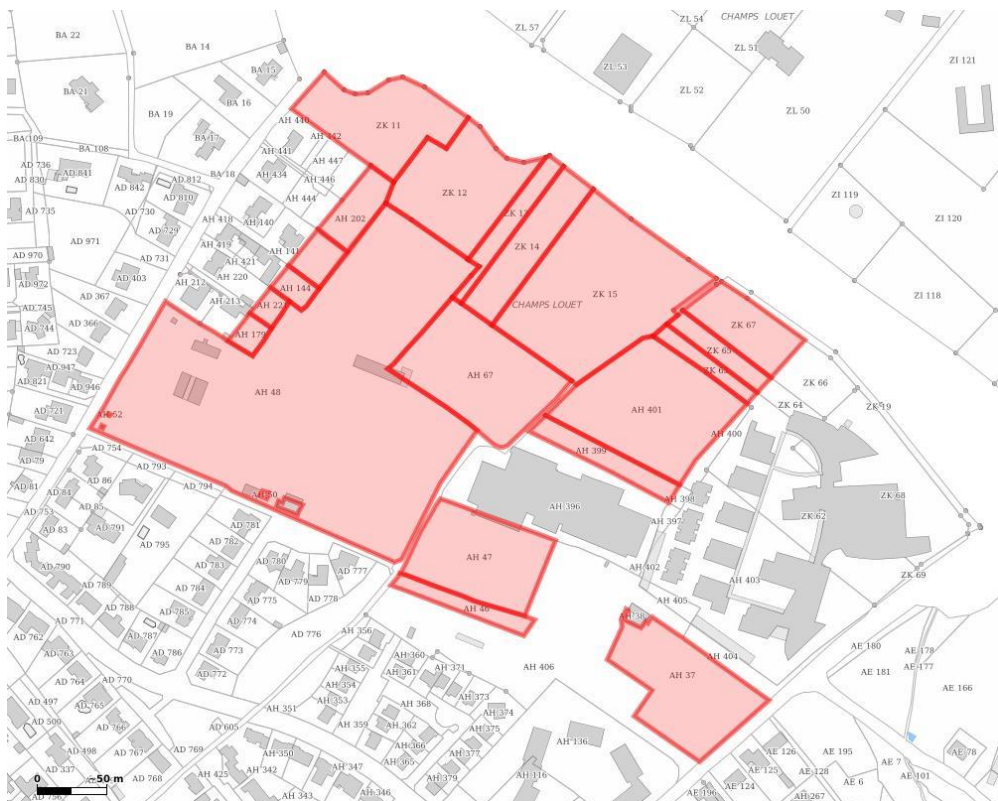 ZL 57
ZL 54
CHAMPS LOUET
BA 22
BA 14
ZL 51
ZI 121
ZL 53
BA 15
BA 21
BA 16
ZL 52
BA 19
ZL 50
AH 440
ZK 11
BA 17
AH 442
BA 109
BA 108
AH 441
AH 447
AD 736
AD 841
BA 18
AH 434
AD 830
AD 812
AH 446
AD 842
AD 810
ZK 12
ZI 119
AH 444
AD 735
AD 730
AH 418
AH 202
ZI 120
AH 140
AD 729
AD 971
AH 419
ZK 14
AH 141
AD 970
AD 731
AH 421
ZK 15
AD 972
AD 403
AH 220
AH 212
AH 144
ZI 118
AD 367
AH 213
CHAMPS LOUET
AD 745
AD 744
AD 366
AH 179
ZK 67
AD 723
AD 947
AH 67
AD 821
AD 946
ZK 66
AH 48
AD 721
AH 401
ZK 64
ZK 19
AD 642
AH 400
AD 754
AH 399
AD 79
AD 793
AD 86
AD 81
AD 84
AD 794
AH 50
AH 398
ZK 68
AD 753
AD 85
AH 396
AD 83
AD 791
AD 781
AH 397
ZK 62
AD 795
AD 782
AD 790
AD 780
AH 47
AD 783
AD 777
AH 402
ZK 69
AD 789
AD 779
AH 403
AD 784
AD 788
AD 775
AD 778
AH 405
AD 785
AH 46
AD 771
AD 774
AD 762
AD 787
AD 776
AH 356
AE 180
AE 178
AD 763
AD 786
AD 773
AH 360
AH 404
AE 177
AD 764
AD 770
AD 772
AH 355
AH 361
AH 371
AH 406
AE 181
AH 37
AE 166
AH 354
AD 497
AD 765
AH 353
AH 373
AH 351
AH 368
AH 374
AD 509
AD 766
AD 605
AH 359
AH 362
AH 375
AD 498
AD 767
AD 769
AH 350
AH 366
AH 377
AH 136
AE 126
AE 195
AE 7
AE 78
AD 337
AD 768
AH 425
AH 342
AH 347
AH 365
AH 379
AH 116
AE 125
AE 128
AE 101
0
~50 m
AH 343
AH 346
AE 196
AE 124
AE 6
AH 267